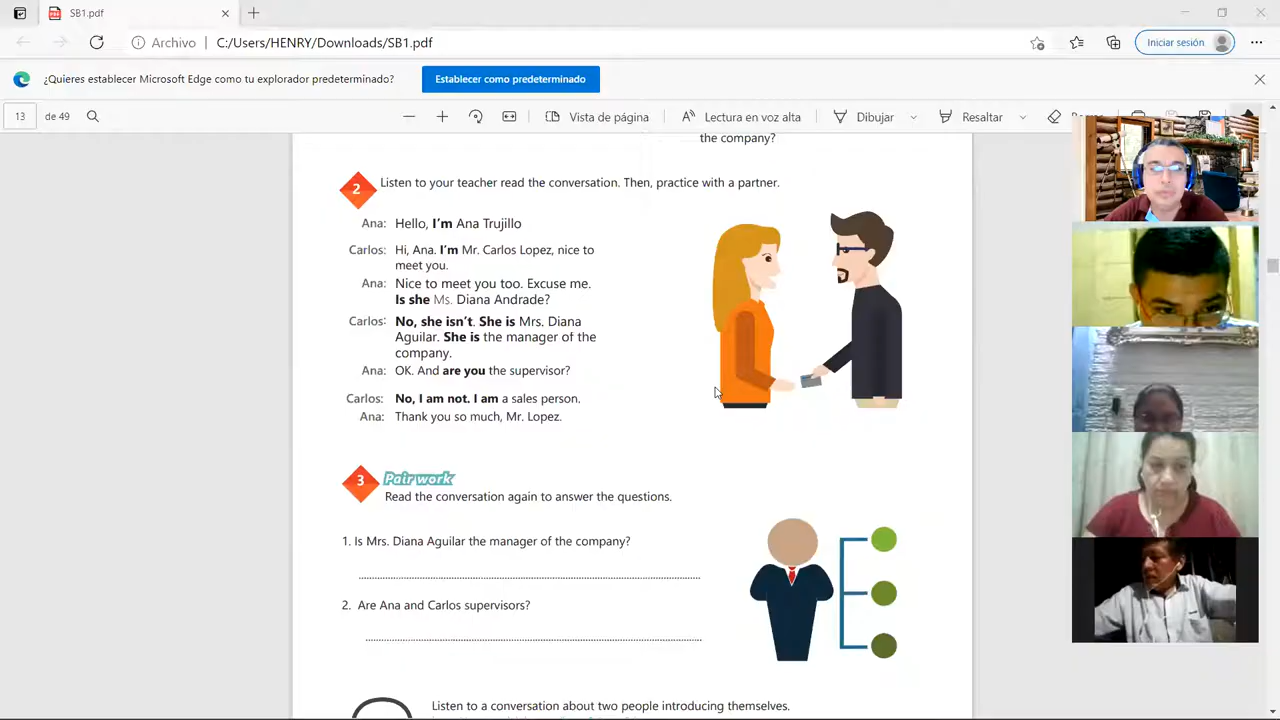 SB1.pdf
Archivo
C:/Users/HENRY/Downloads/SB1.pdf
Iniciar sesión
¿Quieres establecer Microsoft Edge como tu explorador predeterminado?
Establecer como predeterminado
13
de 49
Vista de página
Lectura en voz alta
Dibujar
Resaltar
the company?
2
Listen to your teacher read the conversation. Then, practice with a partner.
Ana: Hello, I'm Ana Trujillo
Carlos: Hi, Ana. I'm Mr. Carlos Lopez, nice to
meet you.
Ana: Nice to meet you too. Excuse me.
Is she Ms. Diana Andrade?
Carlos: No, she isn't. She is Mrs. Diana
Aguilar. She is the manager of the
company.
Ana: OK. And are you the supervisor?
Carlos: No, I am not. I am a sales person.
Ana: Thank you so much, Mr. Lopez.
3
Pair work
Read the conversation again to answer the questions.
1. Is Mrs. Diana Aguilar the manager of the company?
2. Are Ana and Carlos supervisors?
Listen to a conversation about two people introducing themselves.